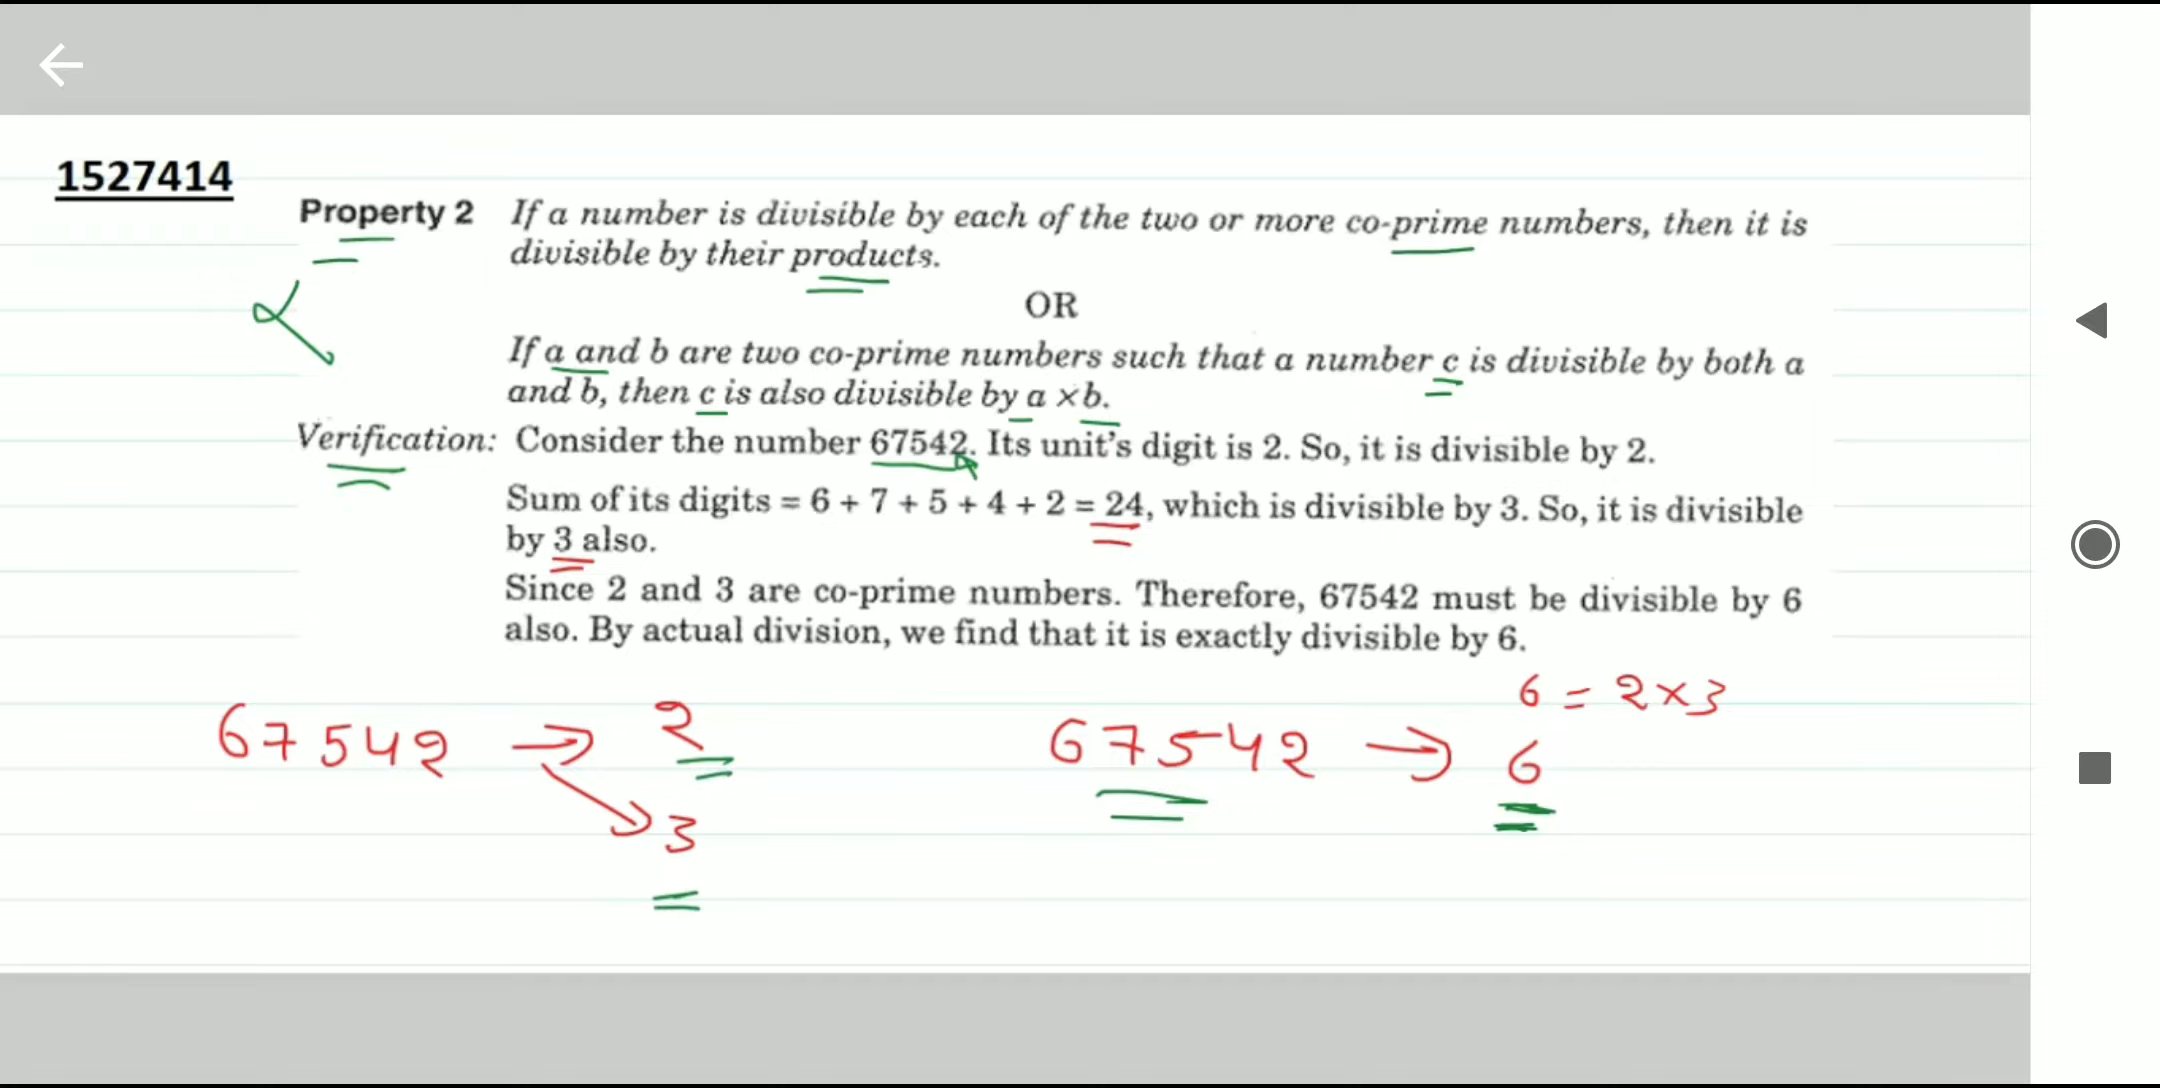 1527414
Property 2 If a number is divisible by each of the two or more co-prime numbers, then it is
divisible by their products.
OR
If a and b are two co-prime numbers such that a number c is divisible by both a
and b, then c is also divisible by a × b.
Verification: Consider the number 67542. Its unit's digit is 2. So, it is divisible by 2.
Sum of its digits = 6 + 7 + 5 + 4 + 2 = 24, which is divisible by 3. So, it is divisible
by 3 also.
Since 2 and 3 are co-prime numbers. Therefore, 67542 must be divisible by 6
also. By actual division, we find that it is exactly divisible by 6.
6 = 2 × 3
67542 → 2
→ 3
67542 → 6